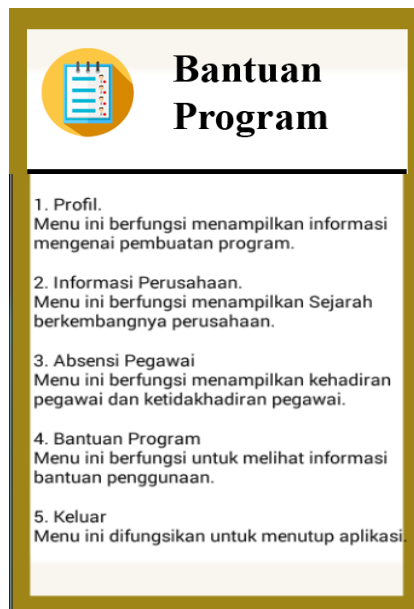 Bantuan
Program
1. Profil.
Menu ini berfungsi menampilkan informasi
mengenai pembuatan program.
2. Informasi Perusahaan.
Menu ini berfungsi menampilkan Sejarah
berkembangnya perusahaan.
3. Absensi Pegawai
Menu ini berfungsi menampilkan kehadiran
pegawai dan ketidakhadiran pegawai.
4. Bantuan Program
Menu ini berfungsi untuk melihat informasi
bantuan penggunaan.
5. Keluar
Menu ini difungsikan untuk menutup aplikasi.